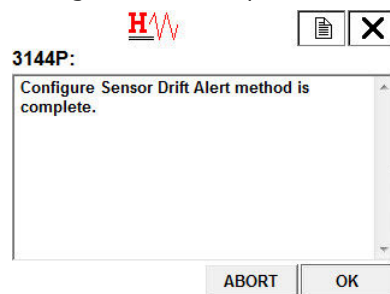 H
3144P:
Configure Sensor Drift Alert method is
complete.
ABORT OK